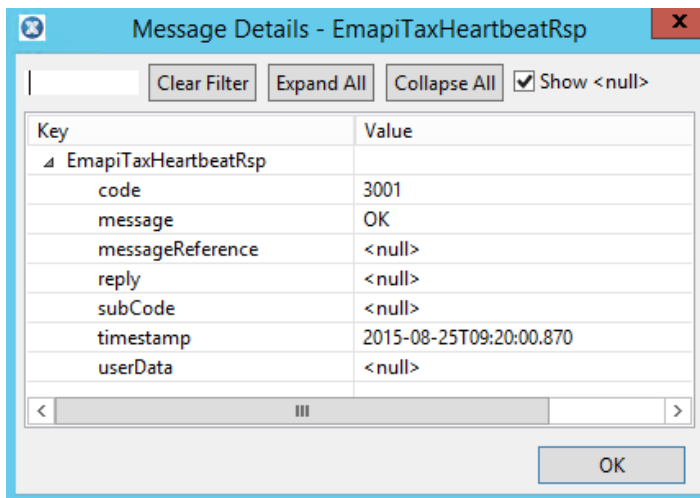 Message Details - EmapiTaxHeartbeatRsp
x
Clear Filter Expand All Collapse All Show <null>
Key Value
EmapiTaxHeartbeatRsp
code 3001
message OK
messageReference <null>
reply <null>
subCode <null>
timestamp 2015-08-25T09:20:00.870
userData <null>
OK